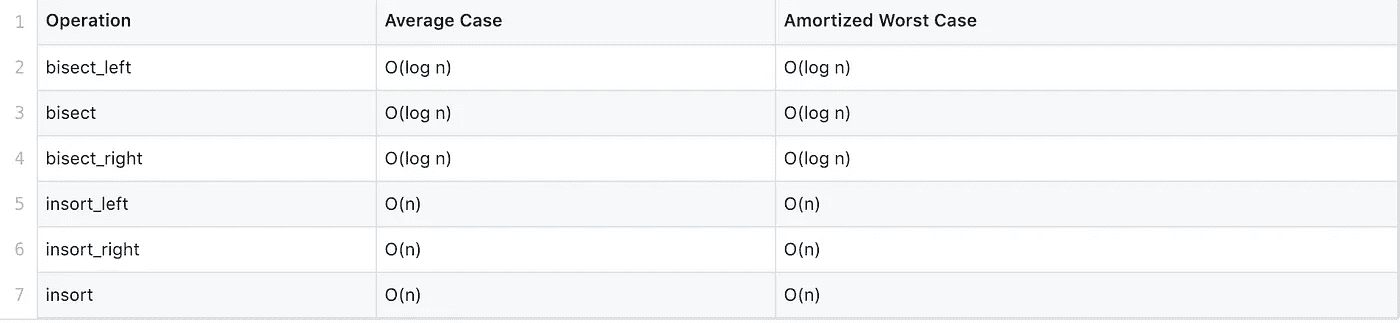 1 Operation Average Case Amortized Worst Case
2 bisect_left O(log n) O(log n)
3 bisect O(log n) O(log n)
4 bisect_right O(log n) O(log n)
5 insort_left O(n) O(n)
6 insort_right O(n) O(n)
7 insort O(n) O(n)